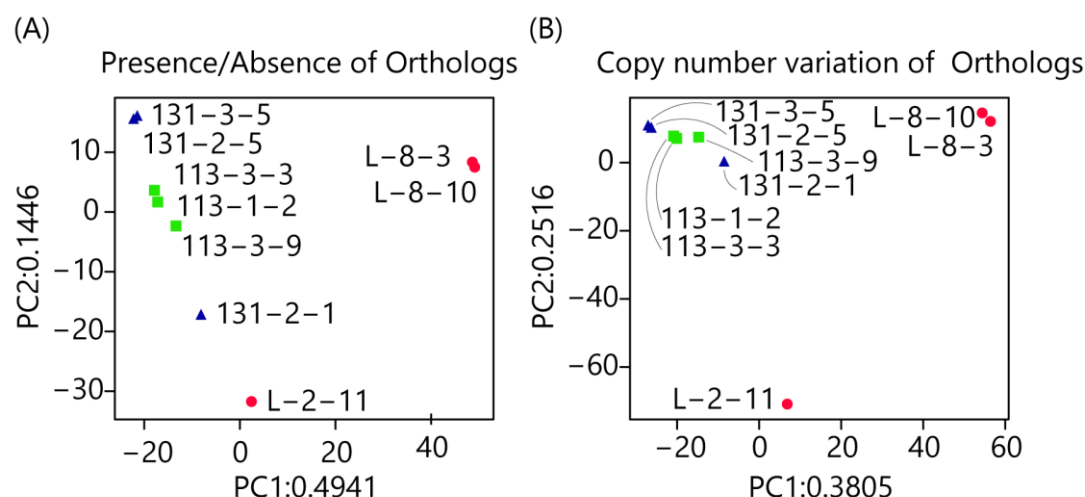 (A)
Presence/Absence of Orthologs
PC2:0.1446
10
0
−10
−20
−30
131−3−5
131−2−5
113−3−3
113−1−2
113−3−9
131−2−1
L−2−11
L−8−3
L−8−10
−20 0 20 40
PC1:0.4941
(B)
Copy number variation of Orthologs
PC2:0.2516
0
−20
−40
−60
131−3−5
131−2−5
113−3−9
131−2−1
113−1−2
113−3−3
L−8−10
L−8−3
L−2−11
−20 0 20 40 60
PC1:0.3805